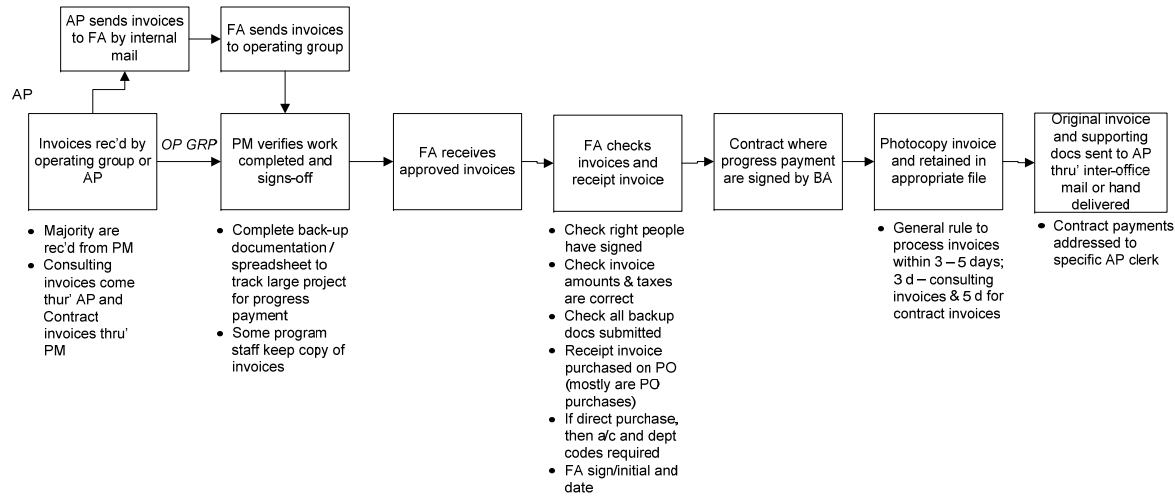 AP sends invoices
to FA by internal
mail
FA sends invoices
to operating group
AP
Invoices rec'd by
operating group or
AP
OP GRP
PM verifies work
completed and
signs-off
FA receives
approved invoices
FA checks
invoices and
receipt invoice
Contract where
progress payment
are signed by BA
Photocopy invoice
and retained in
appropriate file
Original invoice
and supporting
docs sent to AP
thru' inter-office
mail or hand
delivered
• Majority are
rec'd from PM
• Consulting
invoices come
thur' AP and
Contract
invoices thru'
PM
• Complete back-up
documentation /
spreadsheet to
track large project
for progress
payment
• Some program
staff keep copy of
invoices
• Check right people
have signed
• Check invoice
amounts & taxes
are correct
• Check all backup
docs submitted
• Receipt invoice
purchased on PO
(mostly are PO
purchases)
• If direct purchase,
then a/c and dept
codes required
• FA sign/initial and
date
• General rule to
process invoices
within 3 – 5 days;
3 d – consulting
invoices & 5 d for
contract invoices
• Contract payments
addressed to
specific AP clerk